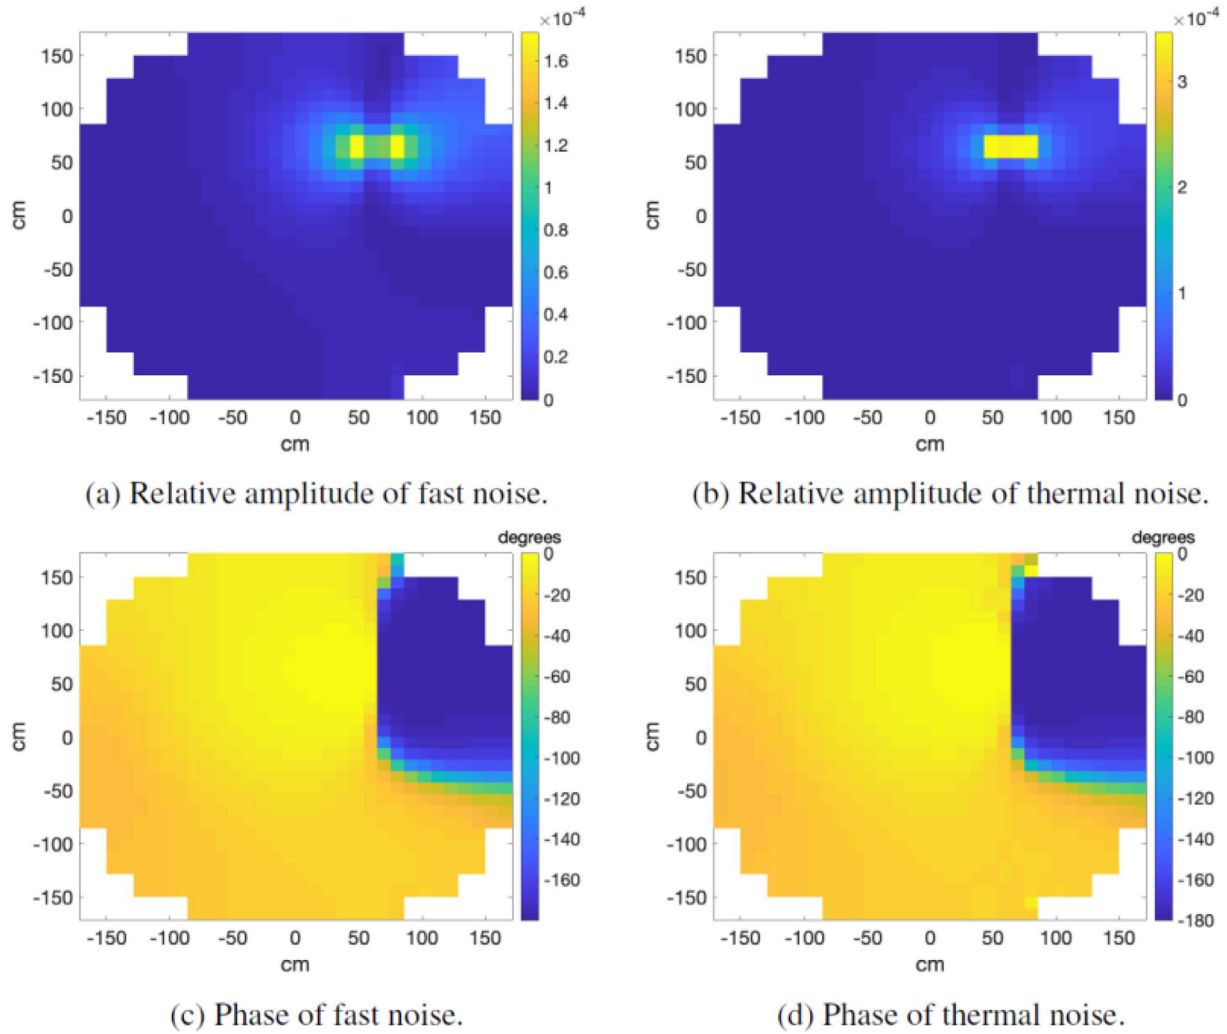 ×10⁻⁴ ×10⁻⁴
150 1.6 150
100 1.4 100 3
50 1.2 50
cm 0 1 cm 0 2
-50 0.8 -50
-100 0.6 -100 1
-150 0.4 -150
0.2
0 0
-150 -100 -50 0 50 100 150 -150 -100 -50 0 50 100 150
cm cm
(a) Relative amplitude of fast noise. (b) Relative amplitude of thermal noise.
degrees degrees
150 0 150 0
100 -20 100 -20
50 -40 50 -40
cm 0 -60 cm 0 -60
-50 -80 -50 -80
-100 -100 -100 -100
-150 -120 -150 -120
-140 -140
-160 -160
-180
-150 -100 -50 0 50 100 150 -150 -100 -50 0 50 100 150
cm cm
(c) Phase of fast noise. (d) Phase of thermal noise.